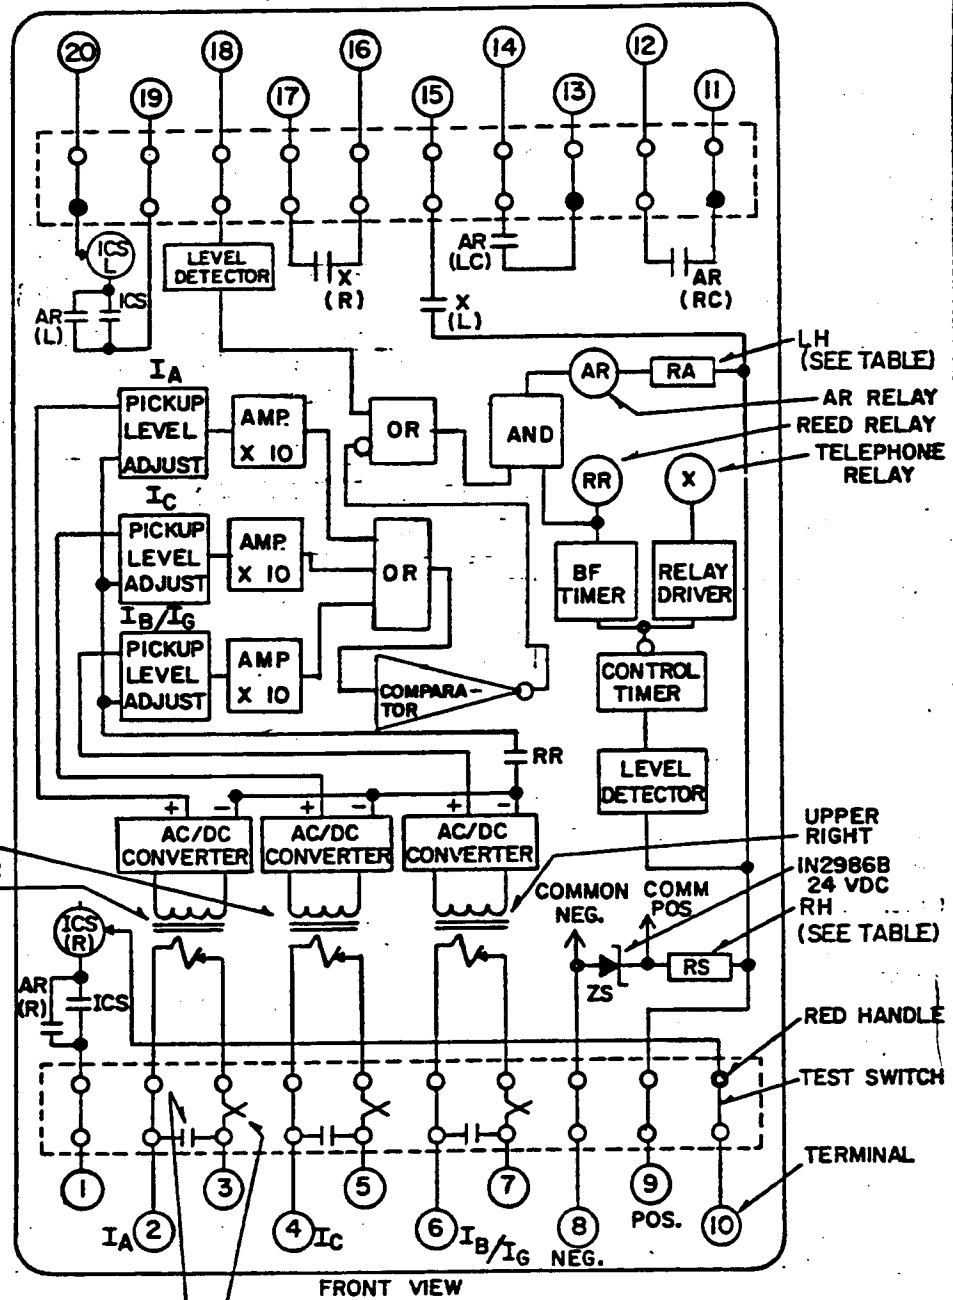 20
18
16
14
12
19
17
15
13
11
ICS
L
AR
(L)
ICS
LEVEL
DETECTOR
X
(R)
X
(L)
AR
(LC)
AR
(RC)
LH
(SEE TABLE)
AR RELAY
REED RELAY
TELEPHONE
RELAY
AR
RA
RR
X
IA
PICKUP
LEVEL
ADJUST
AMP.
X 10
OR
AND
IC
PICKUP
LEVEL
ADJUST
AMP.
X 10
OR
BF
TIMER
RELAY
DRIVER
IB/IG
PICKUP
LEVEL
ADJUST
AMP
X 10
COMPARA-
TOR
CONTROL
TIMER
RR
LEVEL
DETECTOR
+ -
+ -
+ -
AC/DC
CONVERTER
AC/DC
CONVERTER
AC/DC
CONVERTER
UPPER
RIGHT
IN2986B
24 VDC
RH
(SEE TABLE)
COMMON
NEG.
COMM
POS
ZS
RS
ICS
(R)
AR
(R)
ICS
RED HANDLE
TEST SWITCH
TERMINAL
1
3
5
7
9
POS.
IA
2
4
IC
6
IB/IG
8
NEG.
10
FRONT VIEW